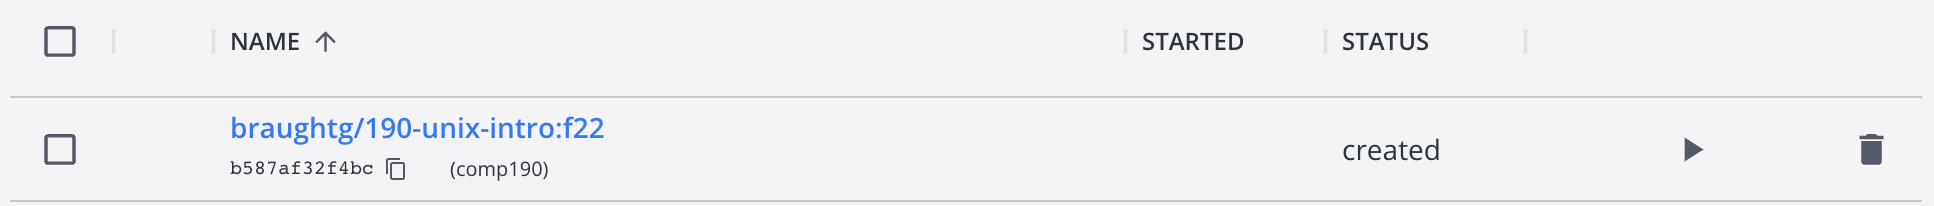 NAME STARTED STATUS
braughtg/190-unix-intro:f22
b587af32f4bc (comp190)
created